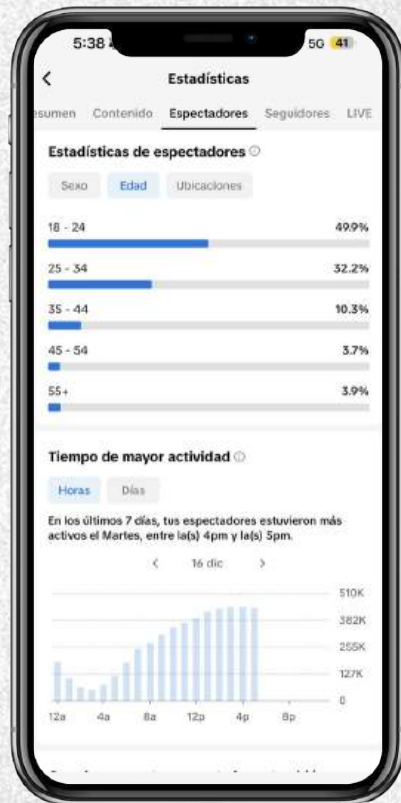 5:38
5G 41
Estadísticas
esumen Contenido Espectadores Seguidores LIVE
Estadísticas de espectadores
Sexo Edad Ubicaciones
18 - 24 49.9%
25 - 34 32.2%
35 - 44 10.3%
45 - 54 3.7%
55+ 3.9%
Tiempo de mayor actividad
Horas Días
En los últimos 7 días, tus espectadores estuvieron más
activos el Martes, entre la(s) 4pm y la(s) 5pm.
16 dic
510K
382K
255K
127K
0
12a 4a 8a 12p 4p 8p